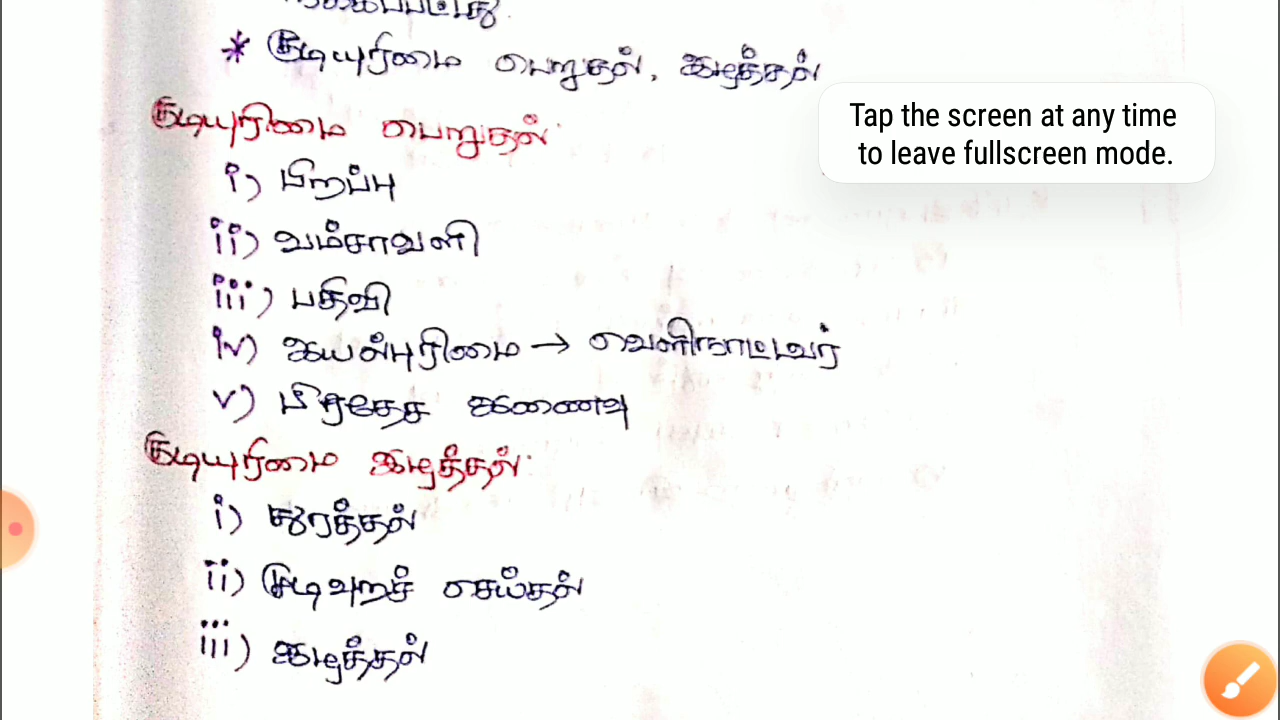 * குடியுரிமை பெறுதல், இழத்தல்
குடியுரிமை பெறுதல்
i) பிறப்பு
ii) வம்சாவளி
iii) பதிவி
iv) இயல்புரிமை → வெளிநாட்டவர்
v) பிரதேச இணைவு
குடியுரிமை இழத்தல்
i) துறத்தல்
ii) முடிவுறச் செய்தல்
iii) இழத்தல்
Tap the screen at any time
to leave fullscreen mode.